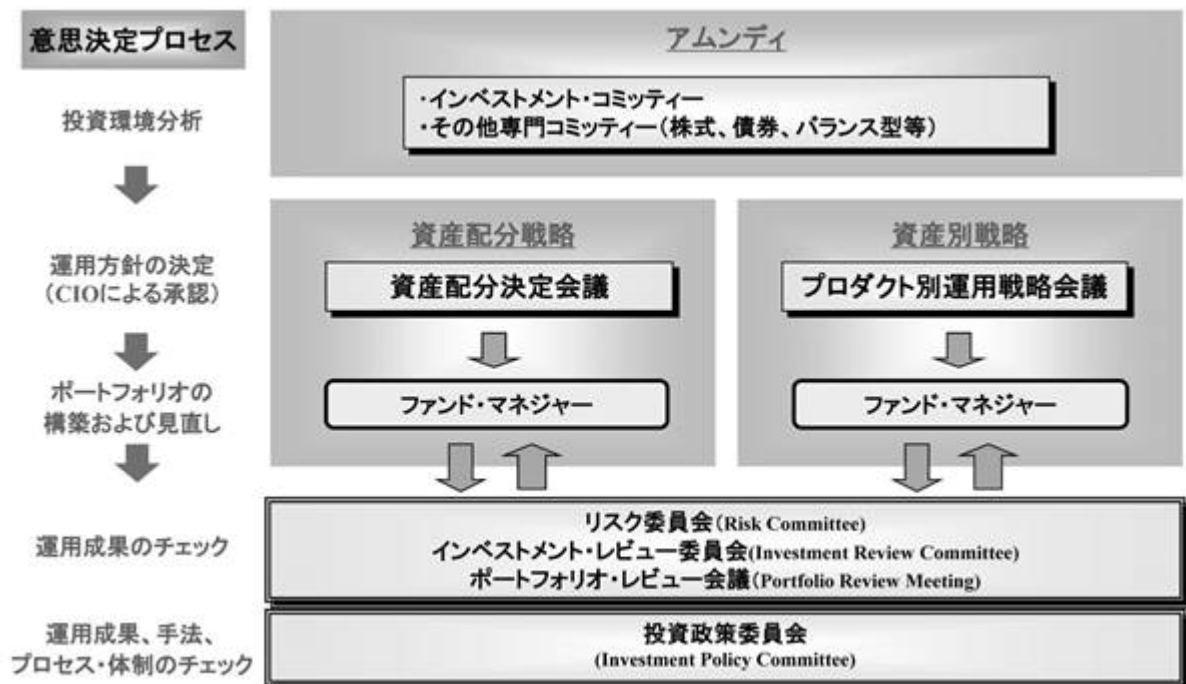 意思決定プロセス
アムンディ
投資環境分析
・インベストメント・コミッティー
・その他専門コミッティー（株式、債券、バランス型等）
運用方針の決定
（CIOによる承認）
資産配分戦略
資産配分決定会議
ファンド・マネジャー
資産別戦略
プロダクト別運用戦略会議
ファンド・マネジャー
ポートフォリオの
構築および見直し
運用成果のチェック
リスク委員会（Risk Committee）
インベストメント・レビュー委員会(Investment Review Committee)
ポートフォリオ・レビュー会議(Portfolio Review Meeting)
運用成果、手法、
プロセス・体制のチェック
投資政策委員会
(Investment Policy Committee)